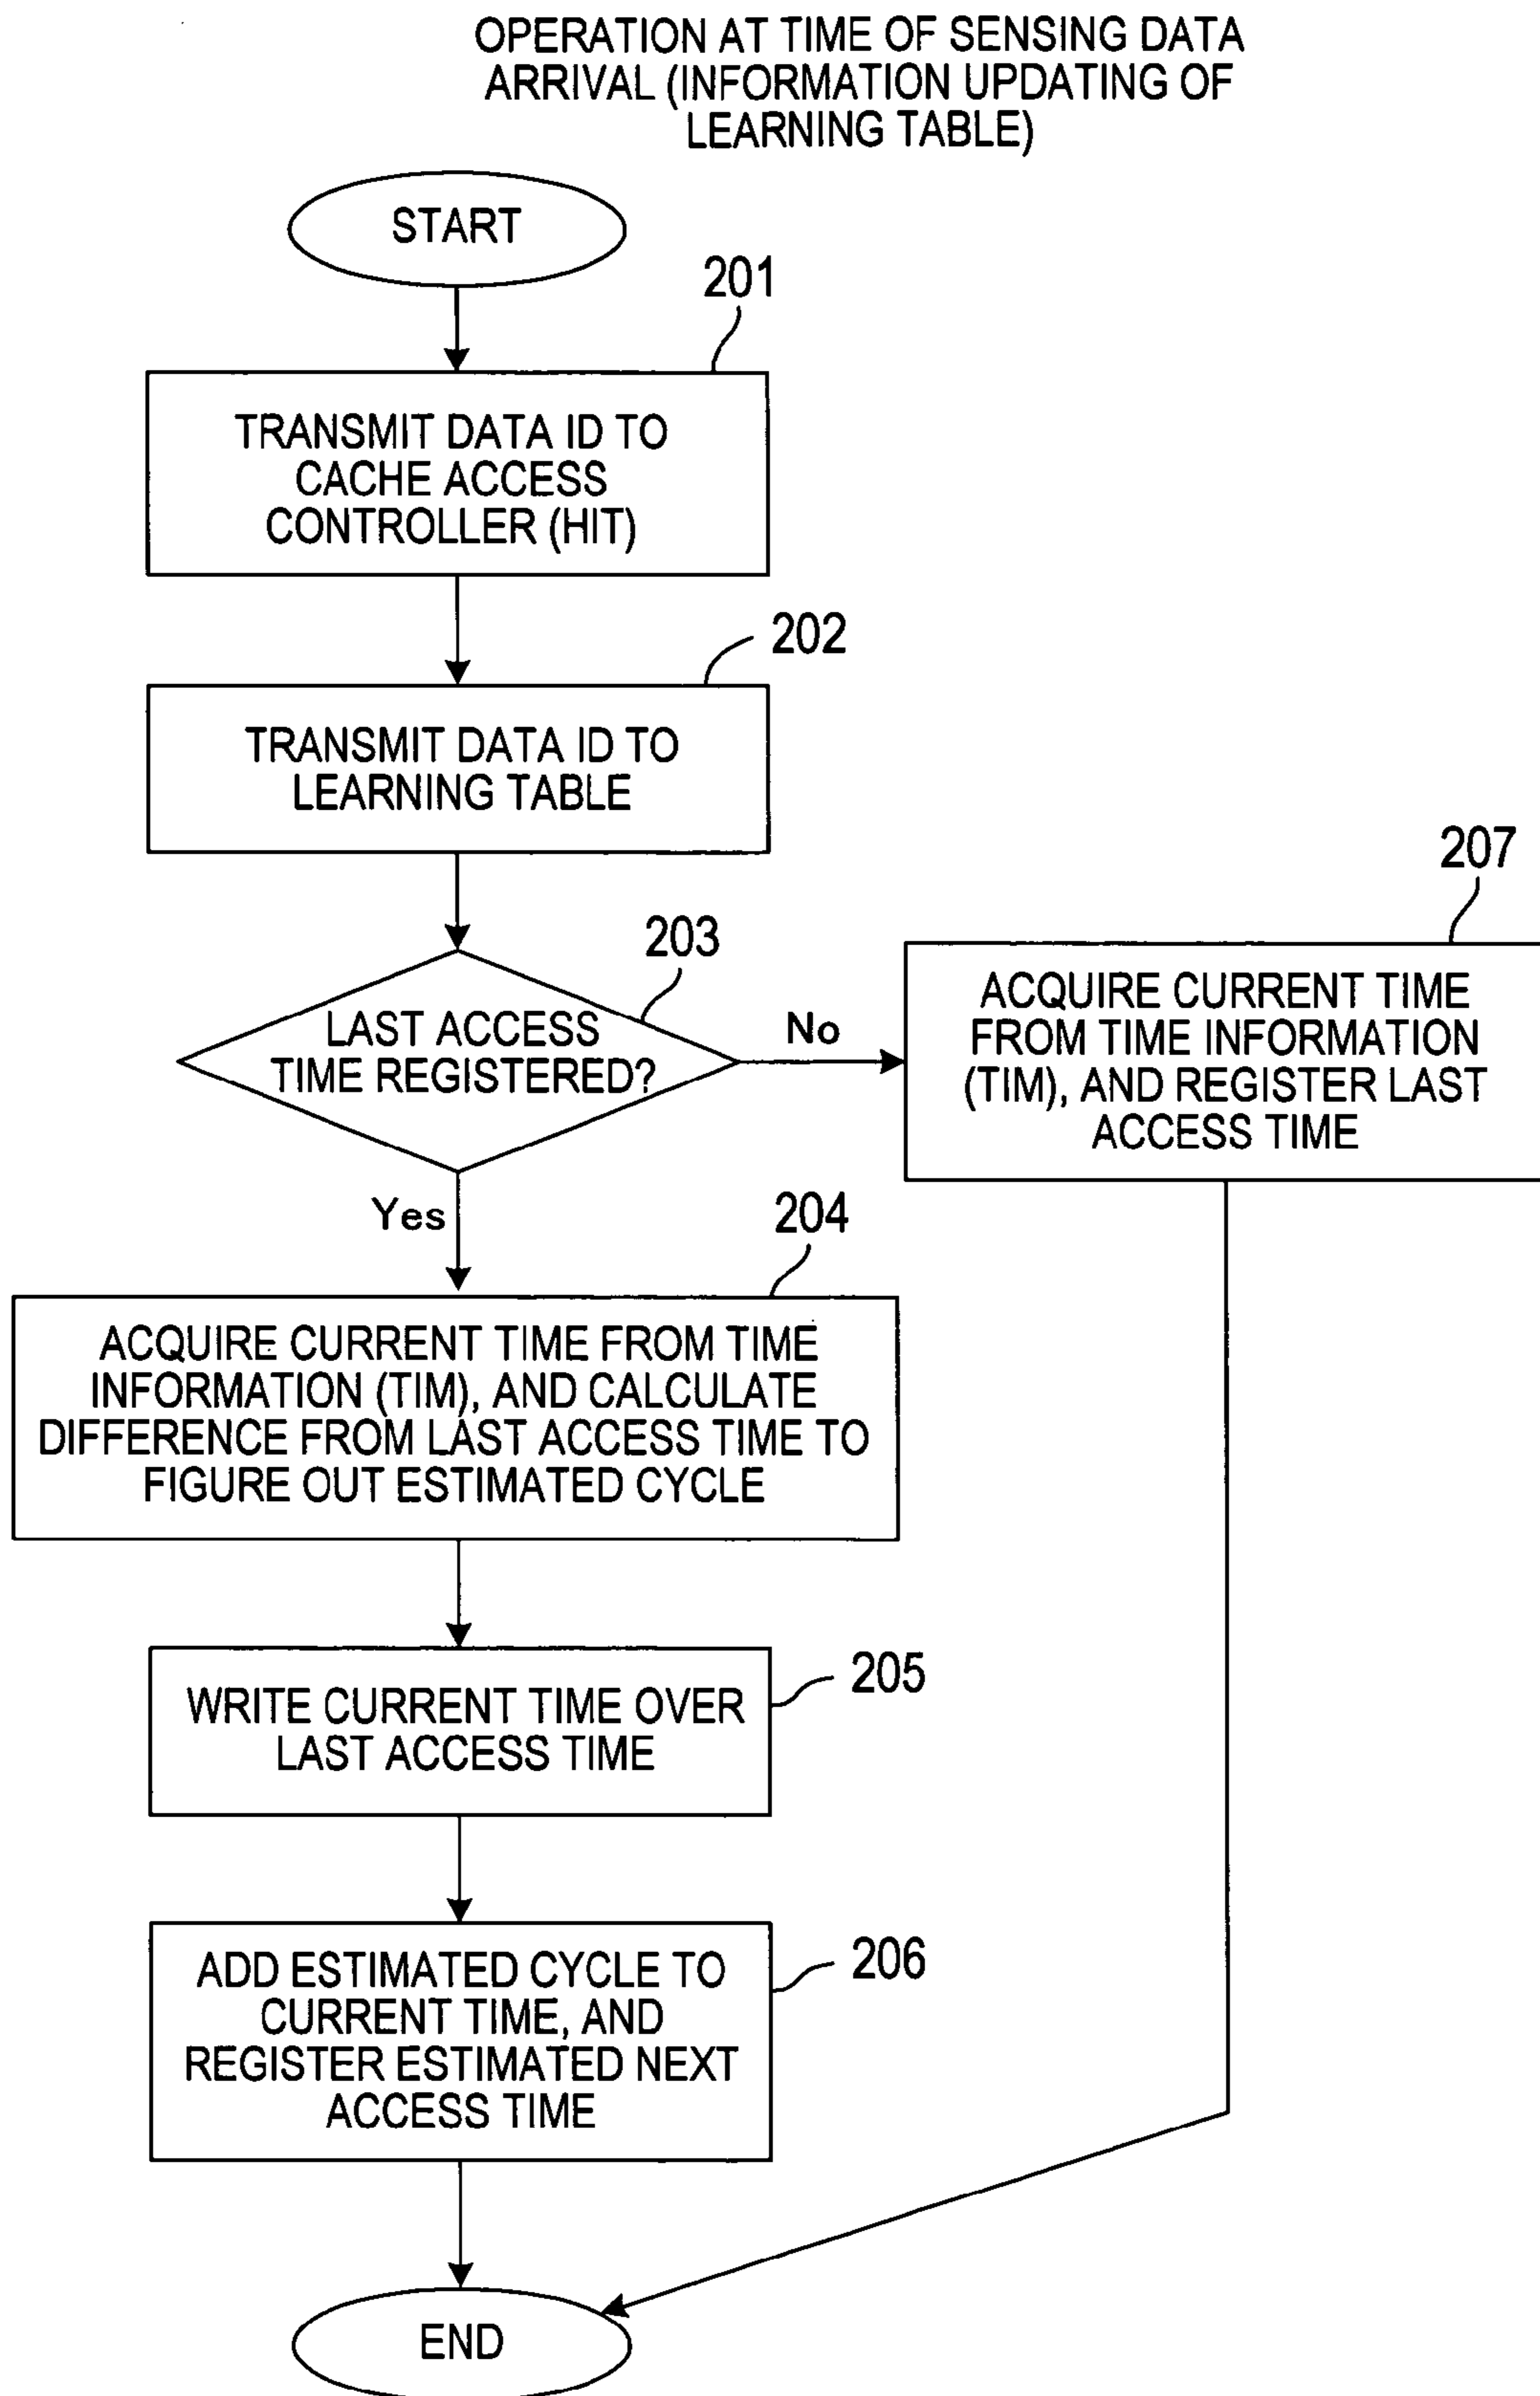 OPERATION AT TIME OF SENSING DATA
ARRIVAL (INFORMATION UPDATING OF
LEARNING TABLE)
START
201
TRANSMIT DATA ID TO
CACHE ACCESS
CONTROLLER (HIT)
202
TRANSMIT DATA ID TO
LEARNING TABLE
203
LAST ACCESS
TIME REGISTERED?
No
207
ACQUIRE CURRENT TIME
FROM TIME INFORMATION
(TIM), AND REGISTER LAST
ACCESS TIME
Yes
204
ACQUIRE CURRENT TIME FROM TIME
INFORMATION (TIM), AND CALCULATE
DIFFERENCE FROM LAST ACCESS TIME TO
FIGURE OUT ESTIMATED CYCLE
205
WRITE CURRENT TIME OVER
LAST ACCESS TIME
206
ADD ESTIMATED CYCLE TO
CURRENT TIME, AND
REGISTER ESTIMATED NEXT
ACCESS TIME
END